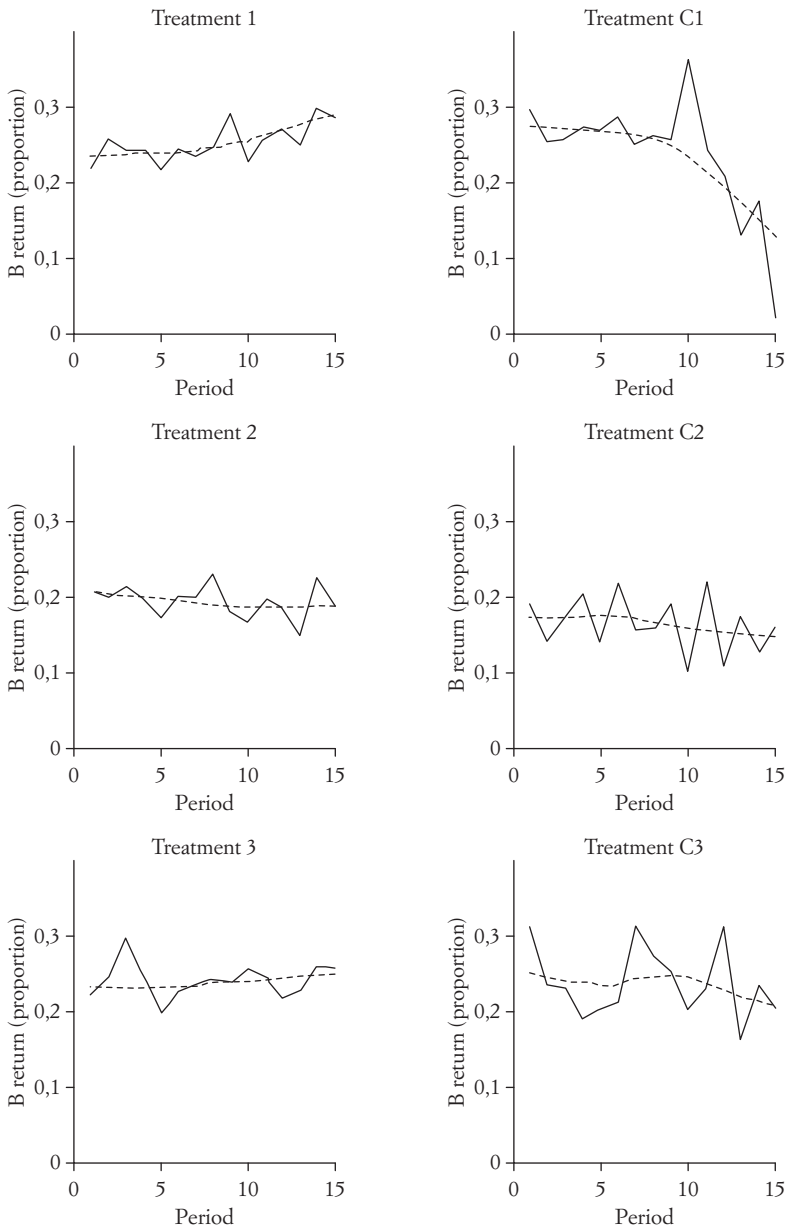 Treatment 1
B return (proportion)
0,3
0,2
0,1
0
0 5 10 15
Period
Treatment C1
B return (proportion)
0,3
0,2
0,1
0
0 5 10 15
Period
Treatment 2
B return (proportion)
0,3
0,2
0,1
0
0 5 10 15
Period
Treatment C2
B return (proportion)
0,3
0,2
0,1
0
0 5 10 15
Period
Treatment 3
B return (proportion)
0,3
0,2
0,1
0
0 5 10 15
Period
Treatment C3
B return (proportion)
0,3
0,2
0,1
0
0 5 10 15
Period